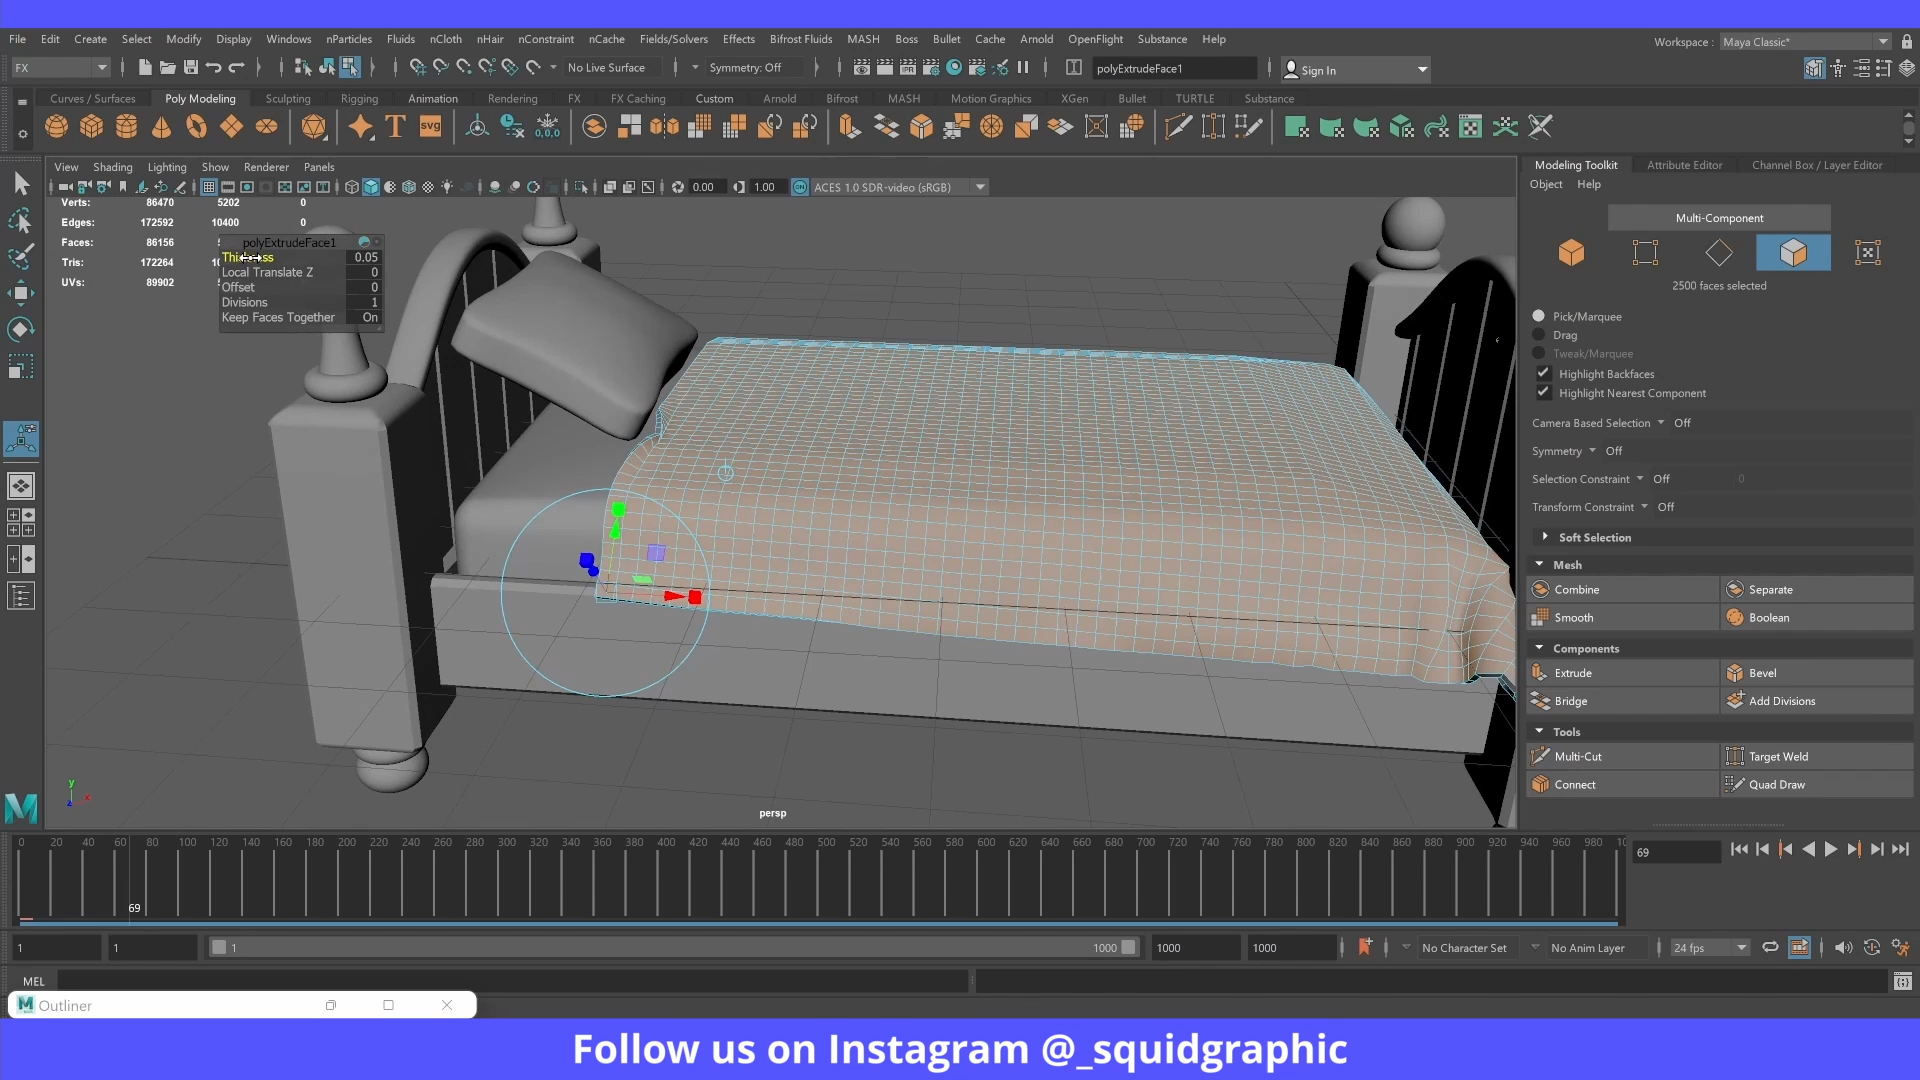 File Edit Create Select Modify Display Windows nParticles Fluids nCloth nHair nConstraint nCache Fields/Solvers Effects Bifrost Fluids MASH Boss Bullet Cache Arnold OpenFlight Substance Help
Workspace : Maya Classic*
FX No Live Surface Symmetry: Off polyExtrudeFace1 Sign In
Curves / Surfaces Poly Modeling Sculpting Rigging Animation Rendering FX FX Caching Custom Arnold Bifrost MASH Motion Graphics XGen Bullet TURTLE Substance
T svg 0,0,0
View Shading Lighting Show Renderer Panels
0.00 1.00 ACES 1.0 SDR-video (sRGB)
Verts: 86470 5202 0
Edges: 172592 10400 0
Faces: 86156
Tris: 172264
UVs: 89902
polyExtrudeFace1
0.05
Local Translate Z 0
Offset 0
Divisions 1
Keep Faces Together On
y
z x
persp
Modeling Toolkit Attribute Editor Channel Box / Layer Editor
Object Help
Multi-Component
2500 faces selected
Pick/Marquee
Drag
Tweak/Marquee
Highlight Backfaces
Highlight Nearest Component
Camera Based Selection Off
Symmetry Off
Selection Constraint Off 0
Transform Constraint Off
Soft Selection
Mesh
Combine Separate
Smooth Boolean
Components
Extrude Bevel
Bridge Add Divisions
Tools
Multi-Cut Target Weld
Connect Quad Draw
0 20 40 60 80 100 120 140 160 180 200 220 240 260 280 300 320 340 360 380 400 420 440 460 480 500 520 540 560 580 600 620 640 660 680 700 720 740 760 780 800 820 840 860 880 900 920 940 960 980
69
69
1 1 1 1000 1000 1000 No Character Set No Anim Layer 24 fps
MEL
Outliner
Follow us on Instagram @_squidgraphic